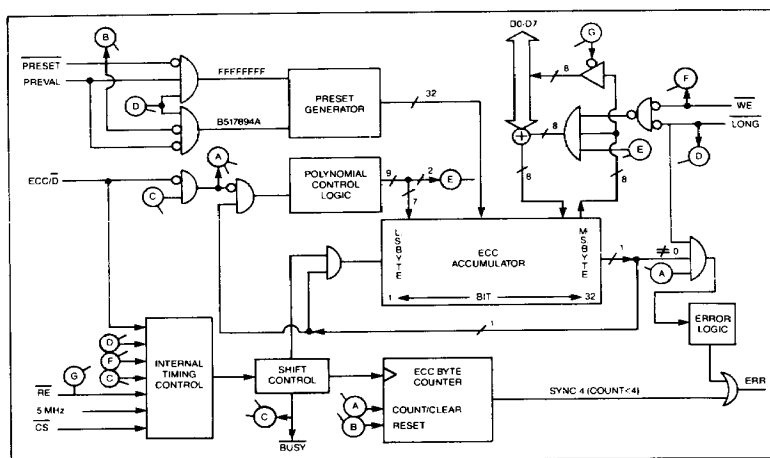 B
D0-D7
G
PRESET
PREVAL
FFFFFFFF
8
F
D
PRESET
GENERATOR
32
WE
B517894A
8
LONG
8
E
D
A
ECC/D
POLYNOMIAL
CONTROL
LOGIC
9
2
E
7
8
8
C
LSBYTE
ECC
ACCUMULATOR
MSBYTE
1
≠ 0
A
1
BIT
32
1
ERROR
LOGIC
D
F
C
G
INTERNAL
TIMING
CONTROL
SHIFT
CONTROL
ECC BYTE
COUNTER
RE
5 MHz
CS
A
COUNT/CLEAR
B
RESET
SYNC 4 (COUNT<4)
ERR
C
BUSY